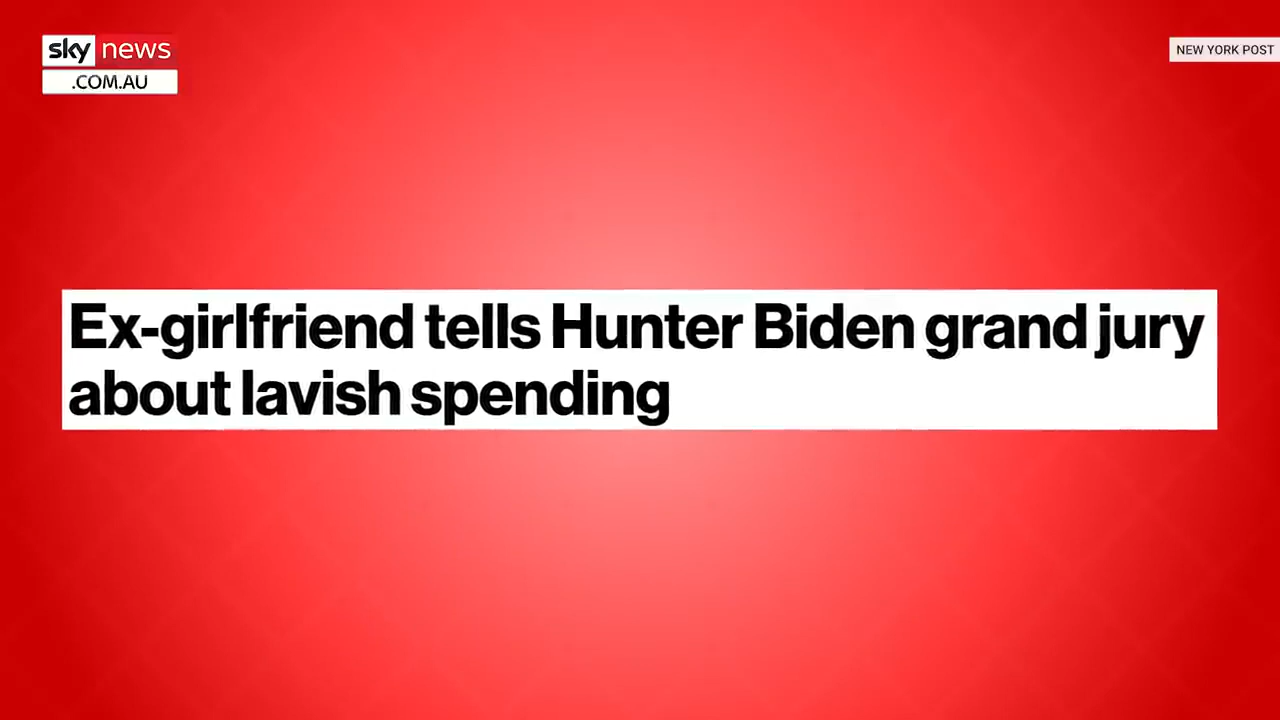 sky news
.COM.AU
NEW YORK POST
Ex-girlfriend tells Hunter Biden grand jury
about lavish spending